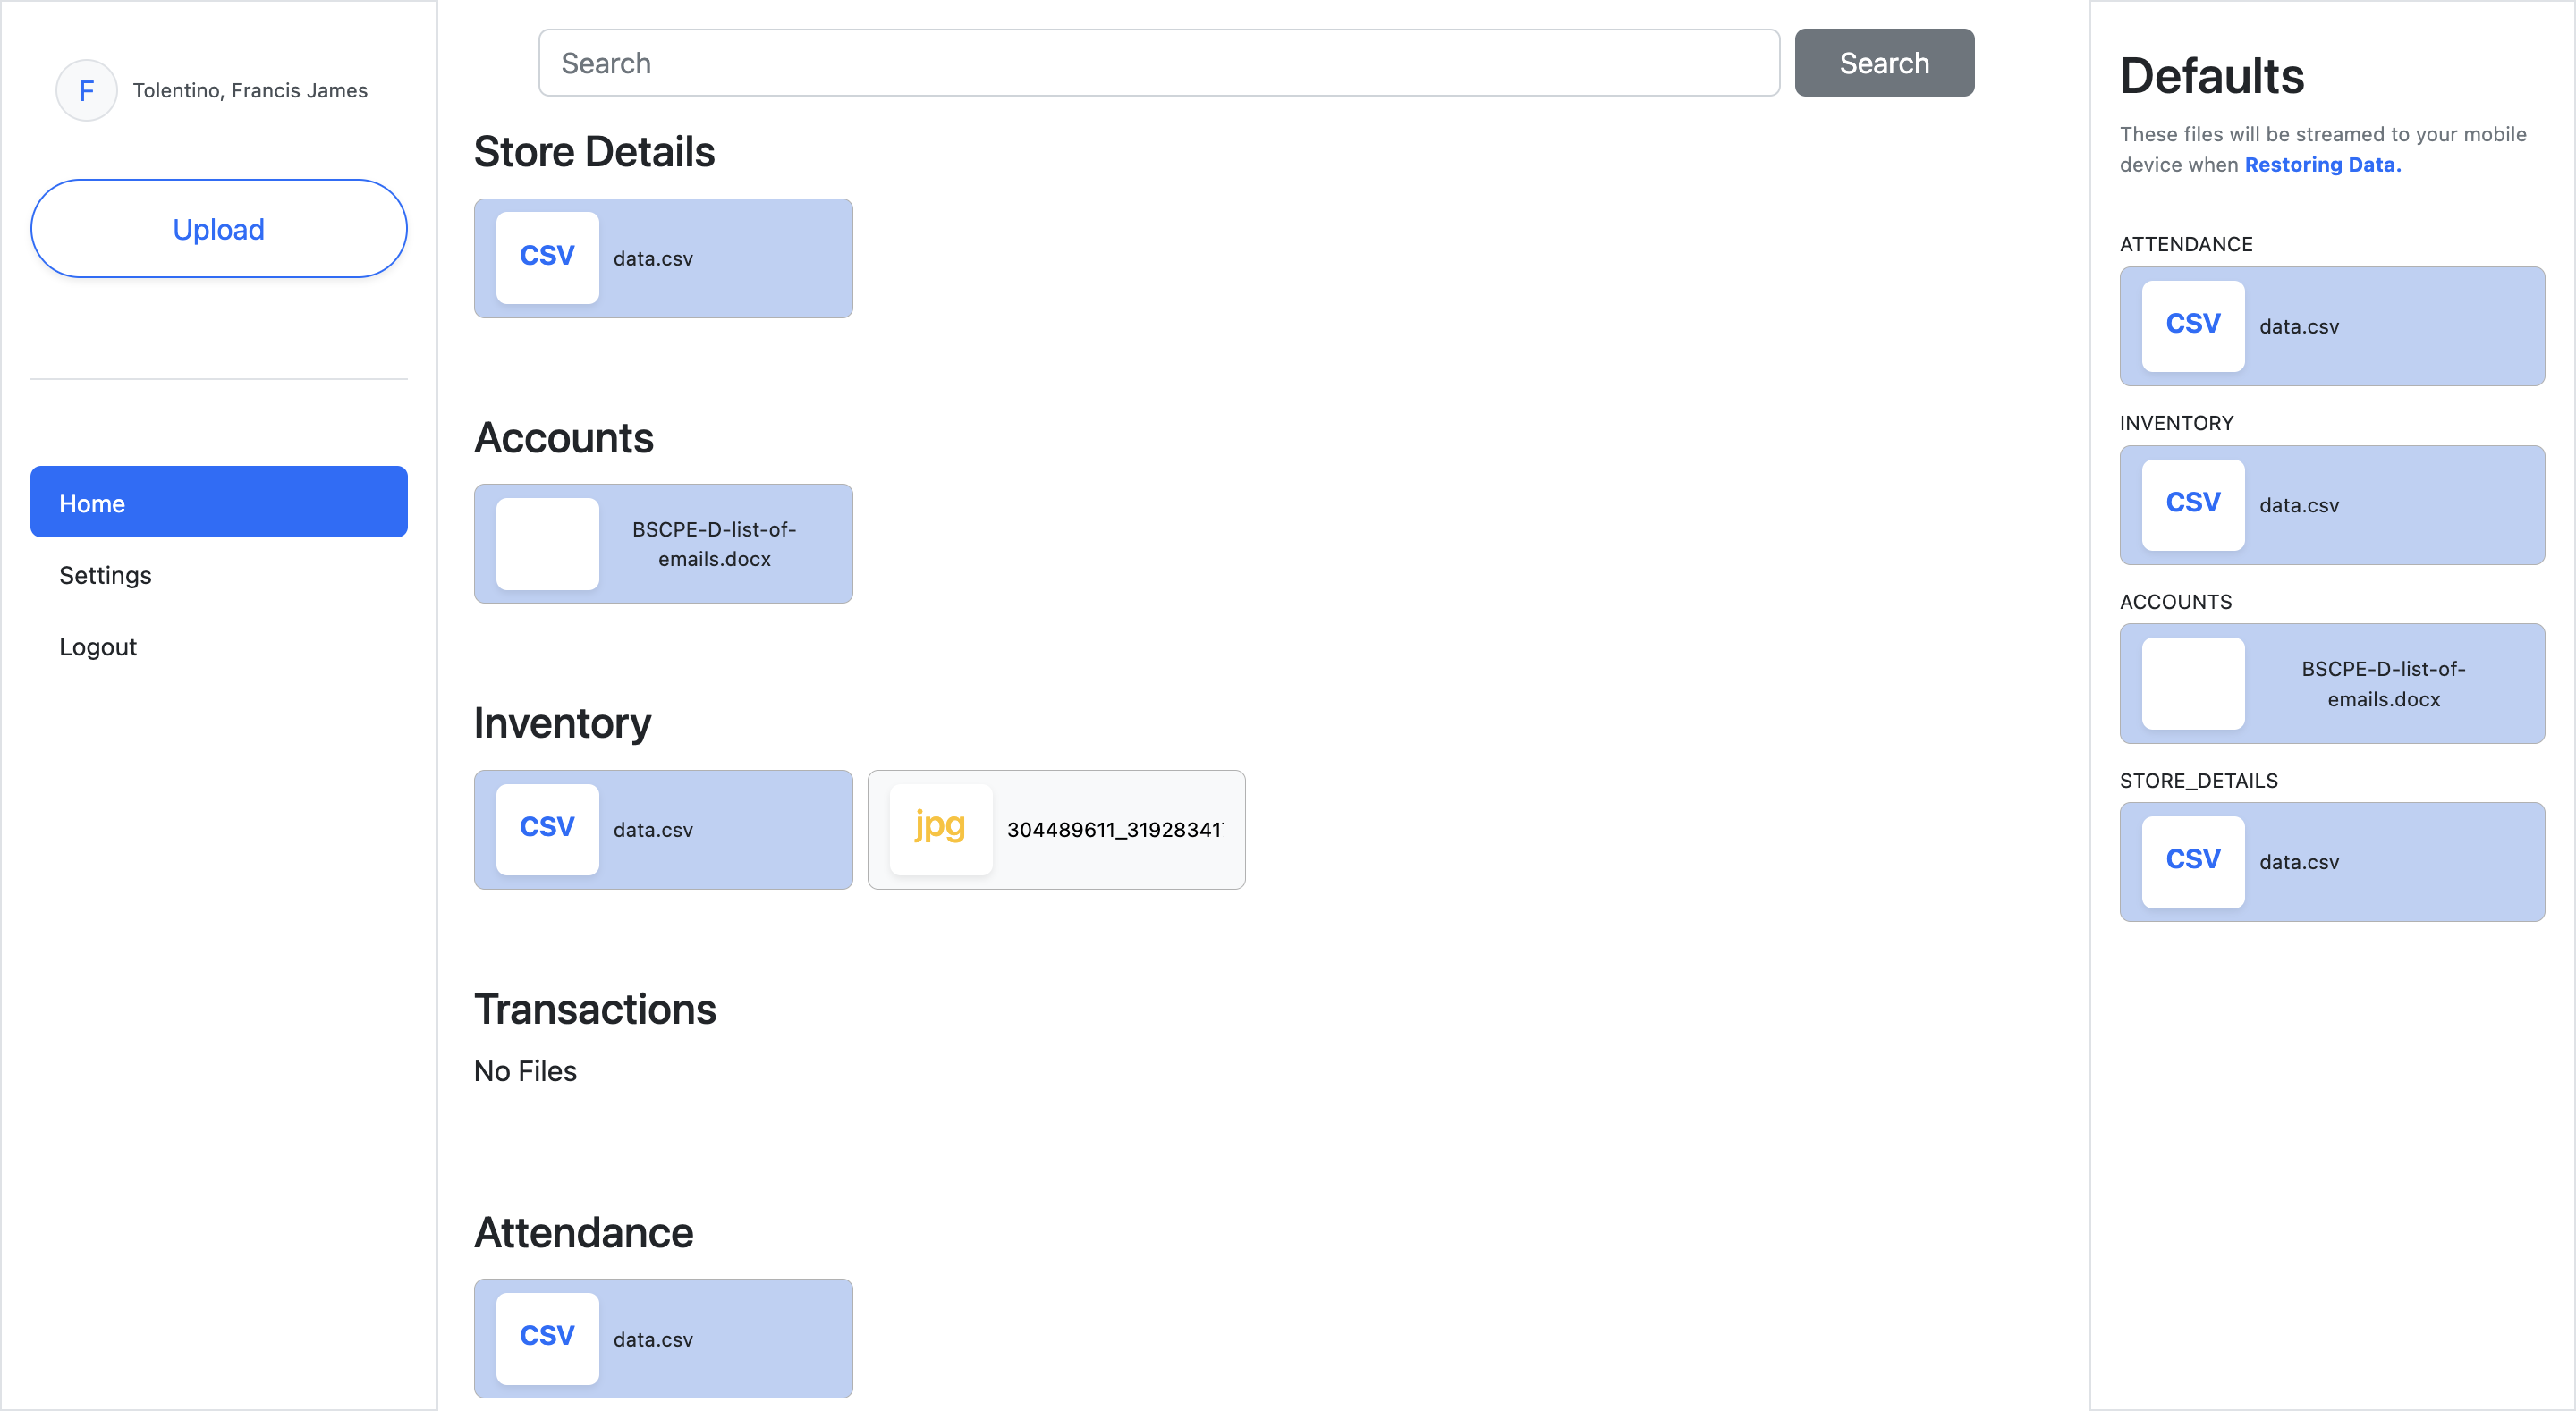 F
Tolentino, Francis James
Upload
Home
Settings
Logout
Search
Search
Store Details
CSV
data.csv
Accounts
BSCPE-D-list-of-
emails.docx
Inventory
CSV
data.csv
jpg
304489611_31928341
Transactions
No Files
Attendance
CSV
data.csv
Defaults
These files will be streamed to your mobile
device when Restoring Data.
ATTENDANCE
CSV
data.csv
INVENTORY
CSV
data.csv
ACCOUNTS
BSCPE-D-list-of-
emails.docx
STORE_DETAILS
CSV
data.csv